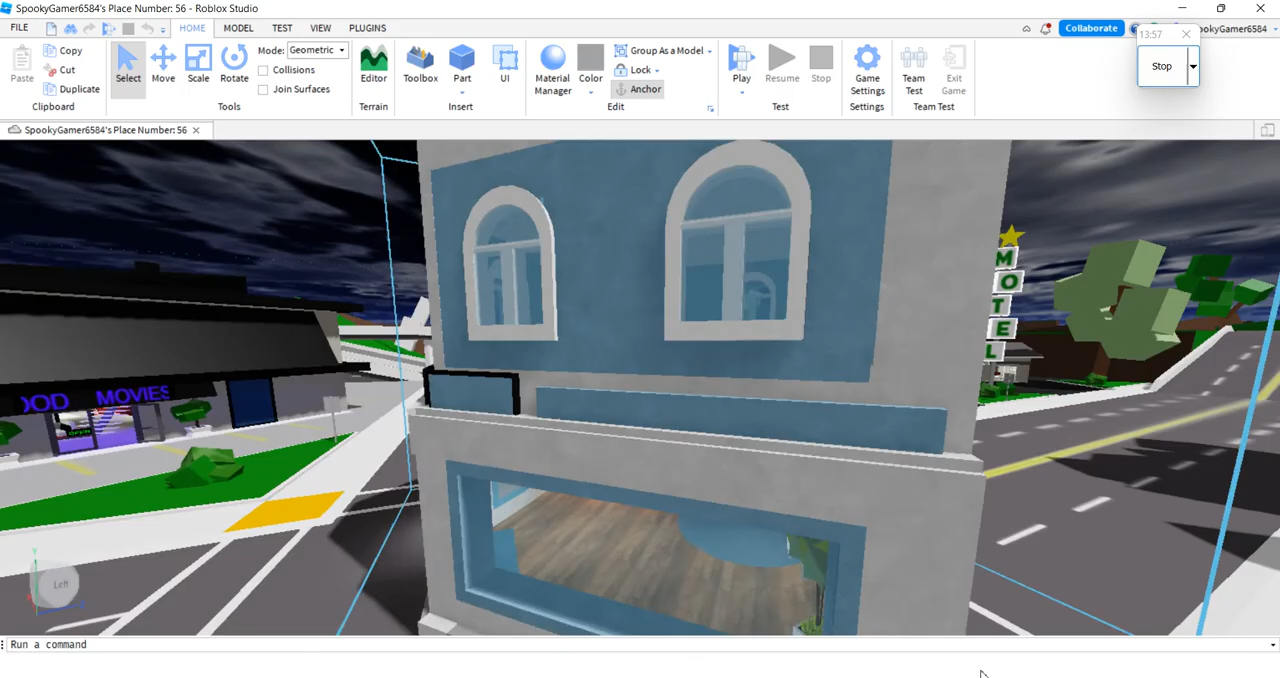 SpookyGamer6584's Place Number: 56 - Roblox Studio
FILE HOME MODEL TEST VIEW PLUGINS Collaborate ookyGamer6584
13:57
Stop
Paste Copy Cut Duplicate Clipboard
Select Move Scale Rotate Mode: Geometric Collisions Join Surfaces Tools
Editor Terrain
Toolbox Part UI Insert
Material Manager Color Group As Model Lock Anchor Edit
Play Resume Stop Test
Game Settings Settings
Team Test Exit Game Team Test
SpookyGamer6584's Place Number: 56
OOD MOVIES
Open
MOTEL
Y
Left
Run a command